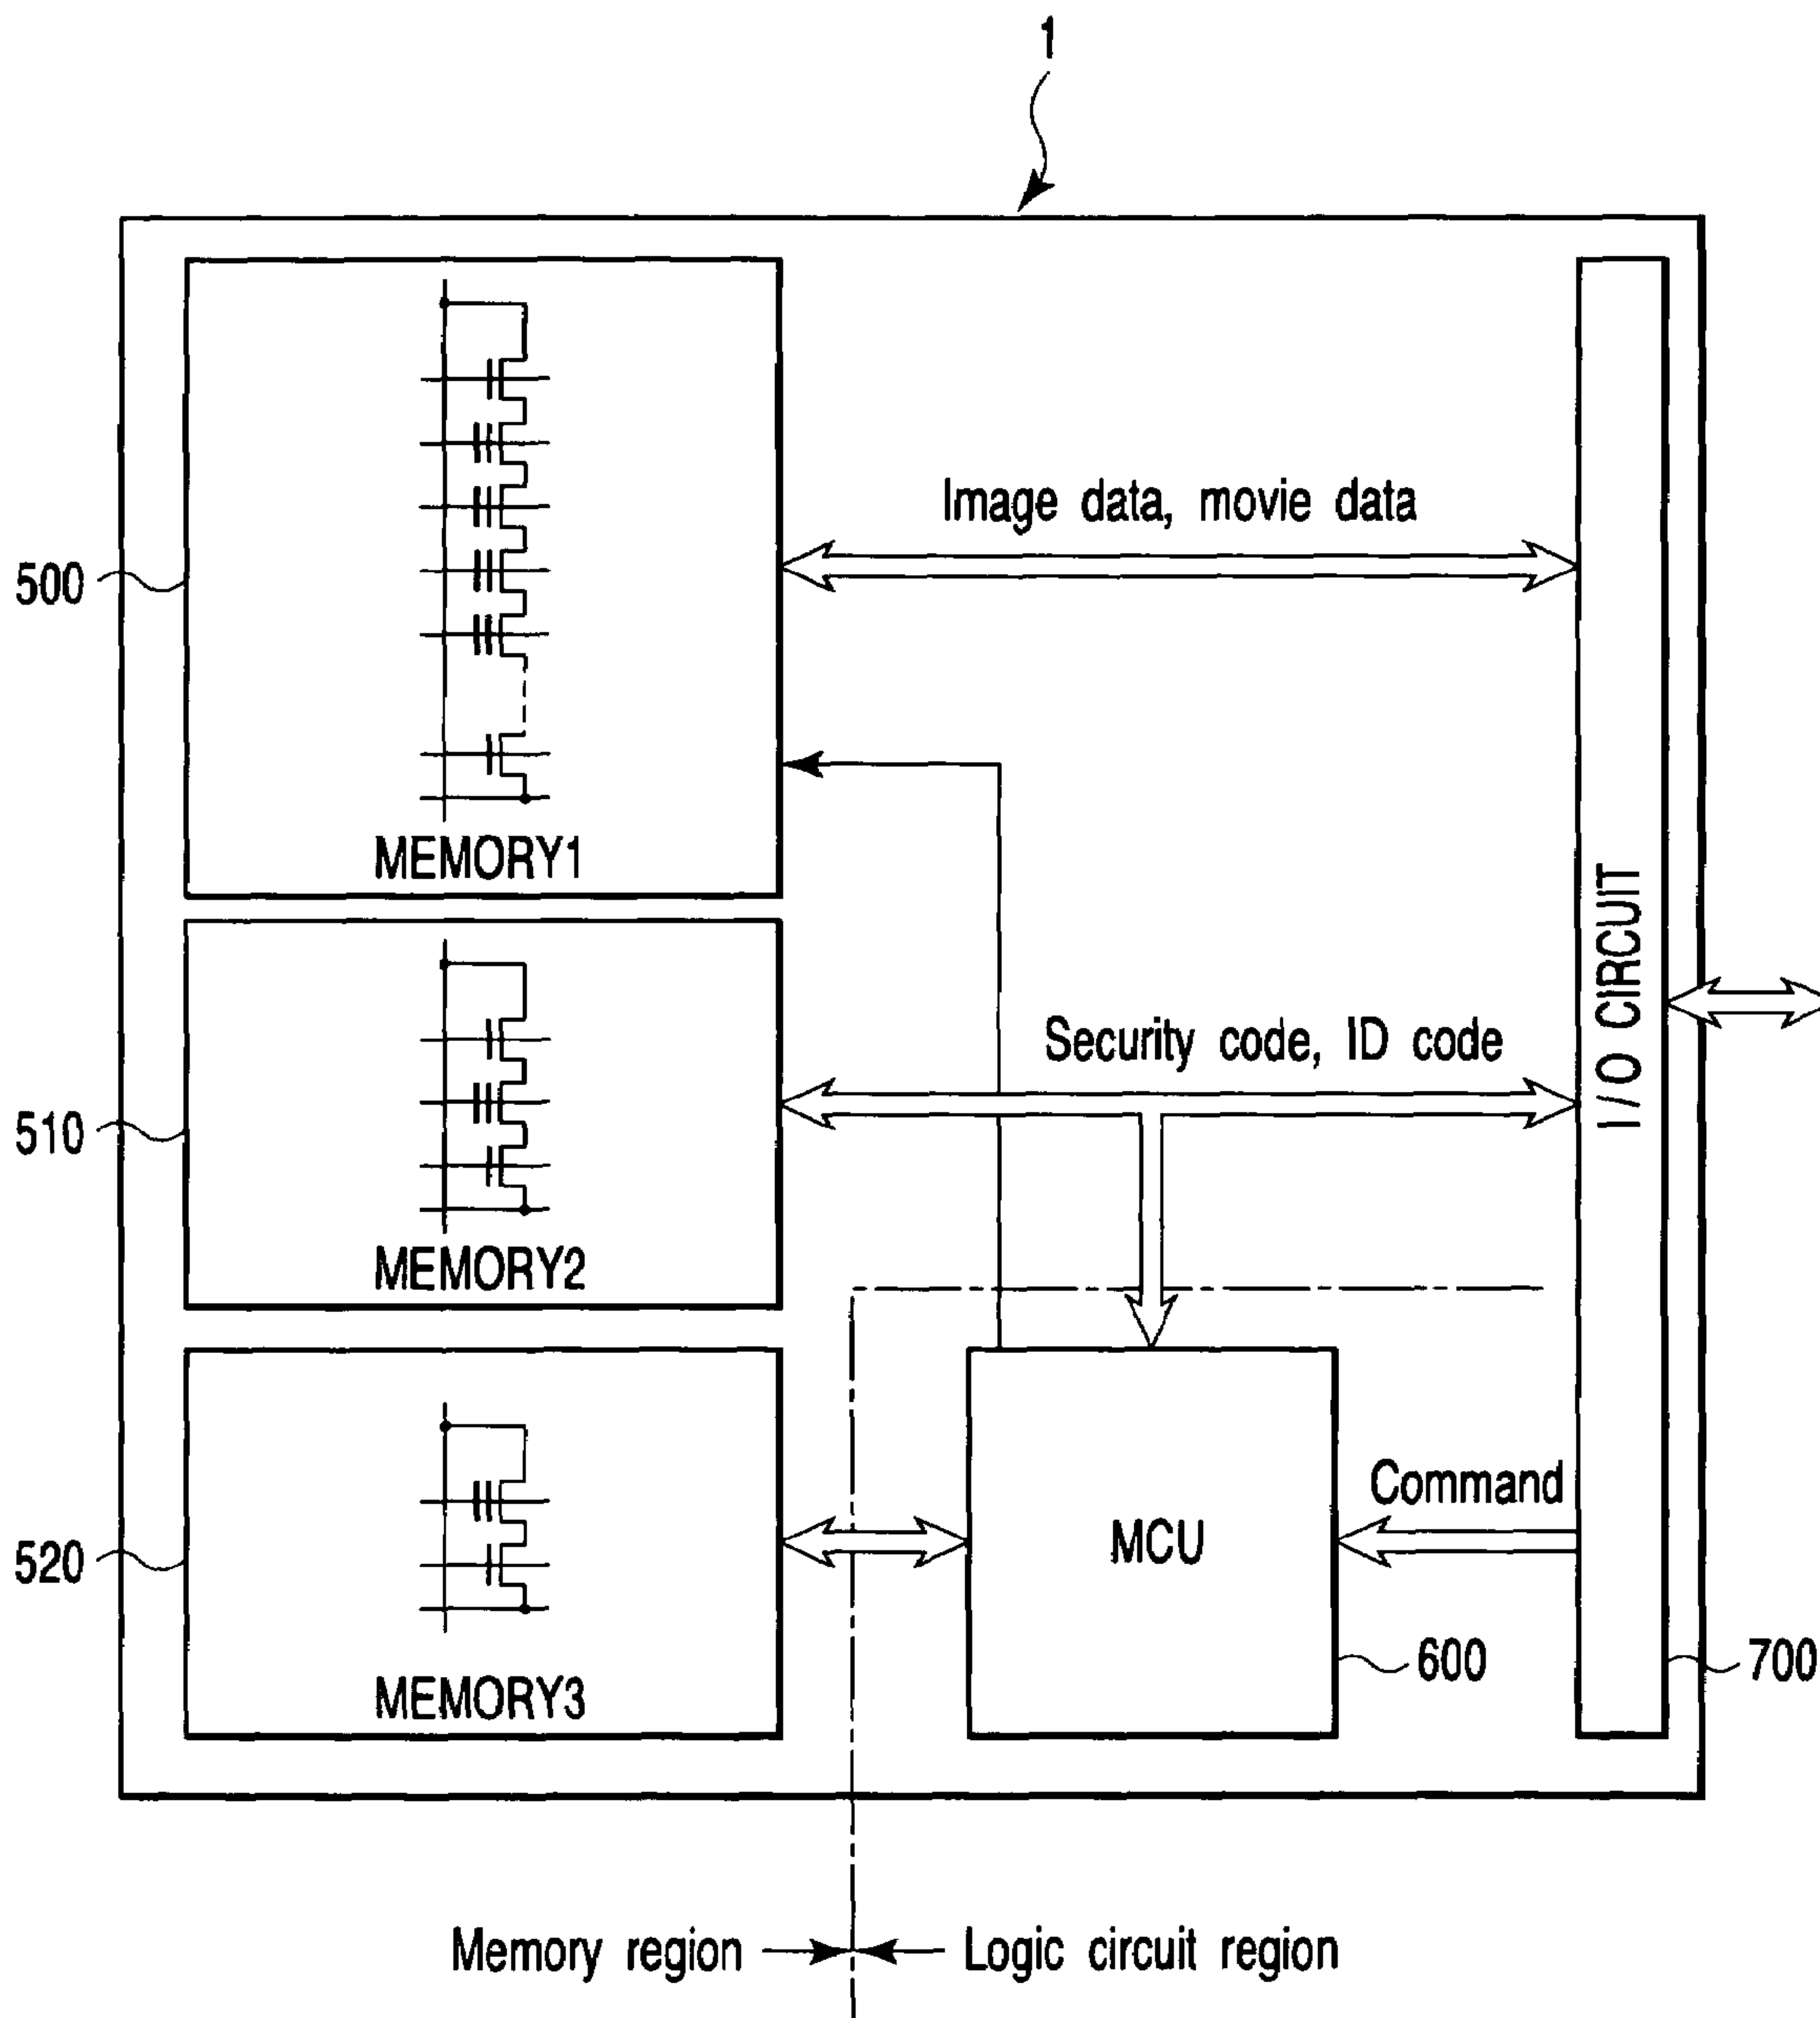 1
Image data, movie data
500
MEMORY1
I/O CIRCUIT
Security code, ID code
510
MEMORY2
Command
MCU
520
600
700
MEMORY3
Memory region
Logic circuit region